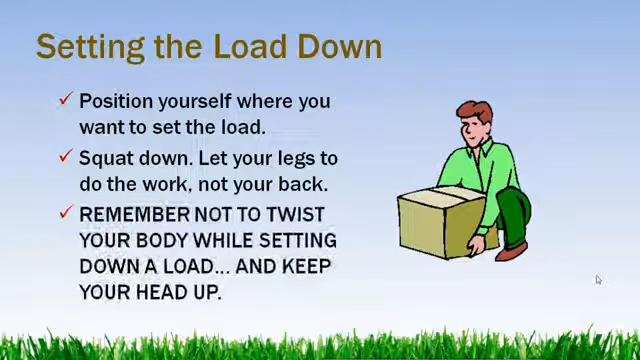 Setting the Load Down
Position yourself where you
want to set the load.
Squat down. Let your legs to
do the work, not your back.
REMEMBER NOT TO TWIST
YOUR BODY WHILE SETTING
DOWN A LOAD... AND KEEP
YOUR HEAD UP.